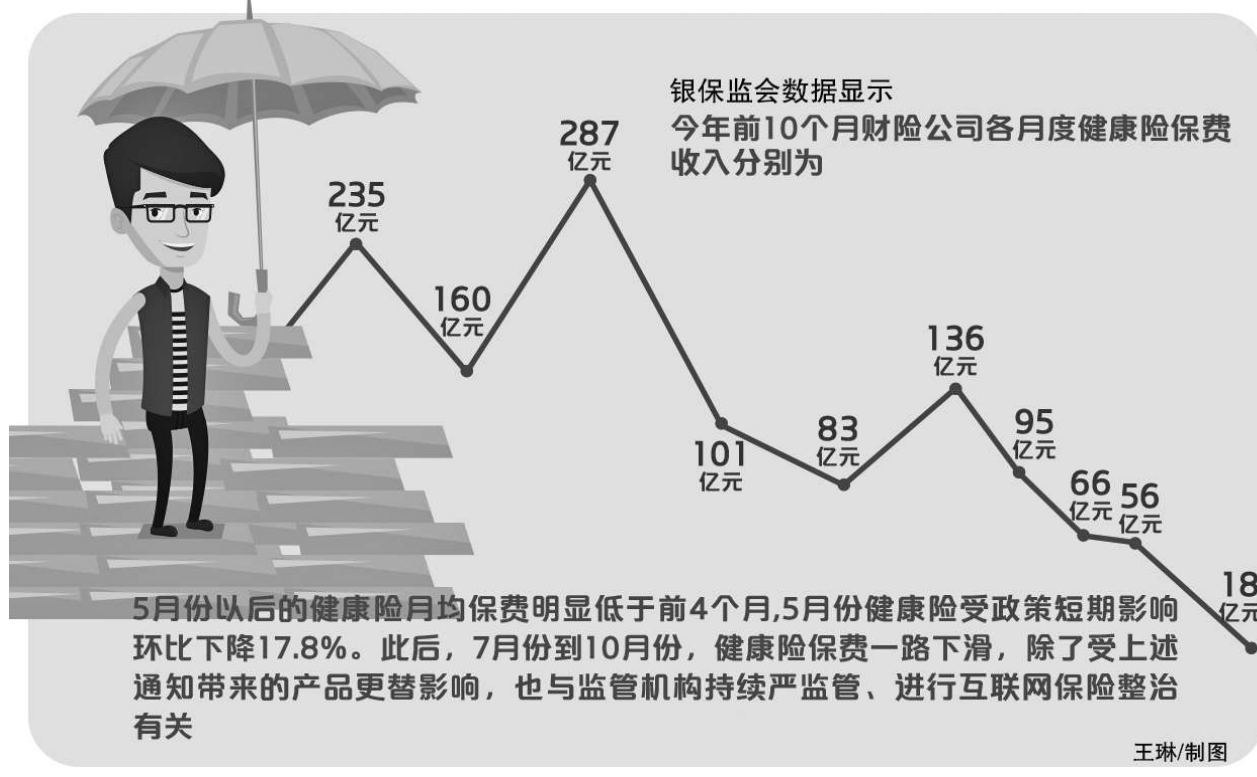 银保监会数据显示
今年前10个月财险公司各月度健康险保费
收入分别为
287
亿元
235
亿元
160
亿元
136
亿元
101
亿元
83
亿元
95
亿元
66
亿元
56
亿元
18
亿元
5月份以后的健康险月均保费明显低于前4个月,5月份健康险受政策短期影响
环比下降17.8%。此后，7月份到10月份，健康险保费一路下滑，除了受上述
通知带来的产品更替影响，也与监管机构持续严监管、进行互联网保险整治
有关
王琳/制图